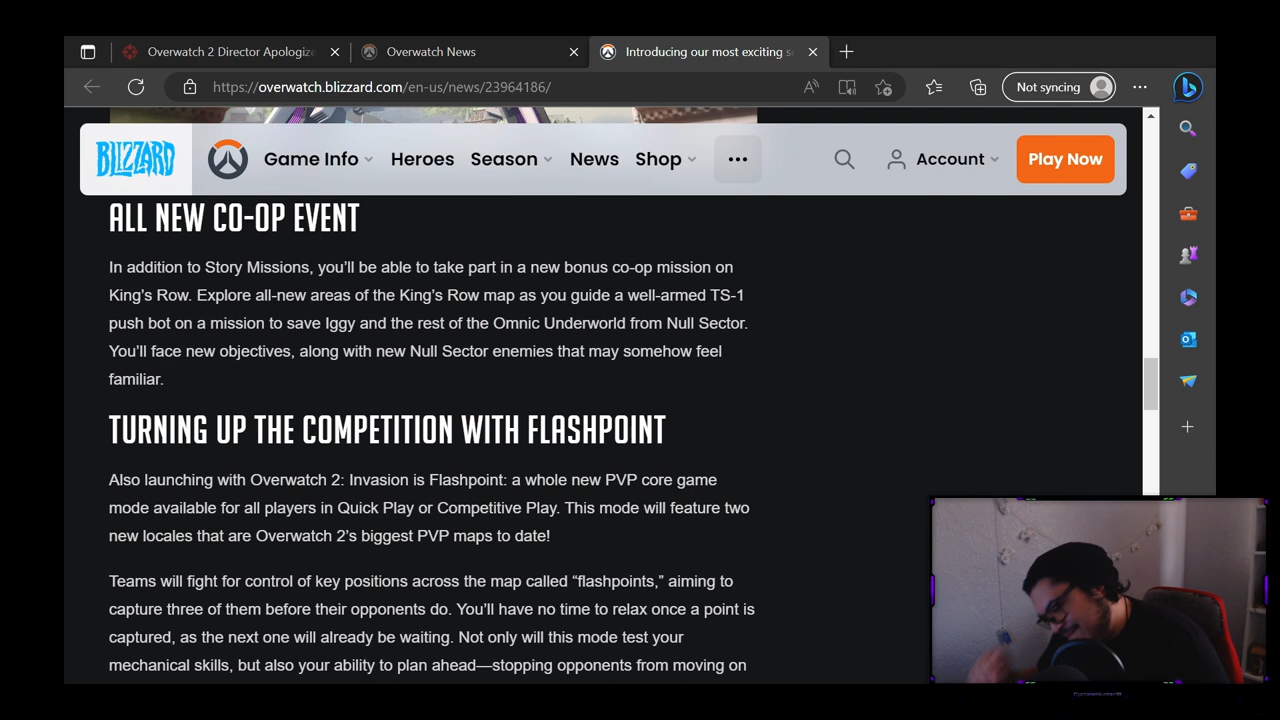 Overwatch 2 Director Apologize
Overwatch News
Introducing our most exciting s
https://overwatch.blizzard.com/en-us/news/23964186/
Not syncing
BLIZZARD
Game Info
Heroes
Season
News
Shop
Account
Play Now
ALL NEW CO-OP EVENT
In addition to Story Missions, you’ll be able to take part in a new bonus co-op mission on
King’s Row. Explore all-new areas of the King’s Row map as you guide a well-armed TS-1
push bot on a mission to save Iggy and the rest of the Omnic Underworld from Null Sector.
You’ll face new objectives, along with new Null Sector enemies that may somehow feel
familiar.
TURNING UP THE COMPETITION WITH FLASHPOINT
Also launching with Overwatch 2: Invasion is Flashpoint: a whole new PVP core game
mode available for all players in Quick Play or Competitive Play. This mode will feature two
new locales that are Overwatch 2’s biggest PVP maps to date!
Teams will fight for control of key positions across the map called “flashpoints,” aiming to
capture three of them before their opponents do. You’ll have no time to relax once a point is
captured, as the next one will already be waiting. Not only will this mode test your
mechanical skills, but also your ability to plan ahead—stopping opponents from moving on